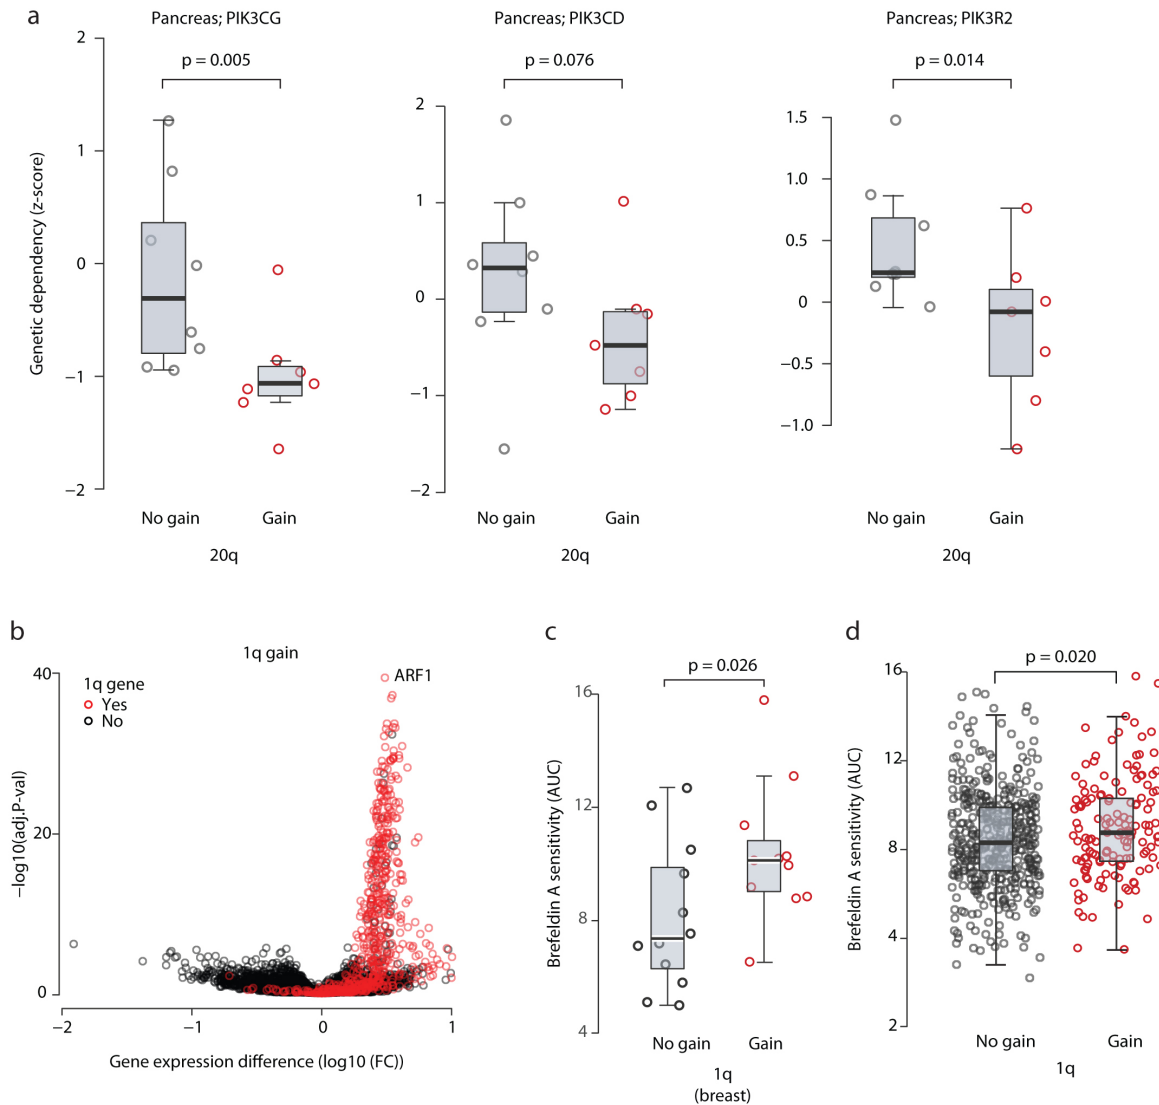 a
Pancreas; PIK3CG
Pancreas; PIK3CD
Pancreas; PIK3R2
p = 0.005
p = 0.076
p = 0.014
Genetic dependency (z-score)
2
1
0
−1
−2
2
1
0
−1
−2
1.5
1.0
0.5
0
−0.5
−1.0
No gain
Gain
No gain
Gain
No gain
Gain
20q
20q
20q
b
1q gain
ARF1
1q gene
Yes
No
−log10(adj.P-val)
40
20
0
−2
−1
0
1
Gene expression difference (log10 (FC))
c
p = 0.026
Brefeldin A sensitivity (AUC)
16
12
8
4
No gain
Gain
1q
(breast)
d
p = 0.020
Brefeldin A sensitivity (AUC)
16
12
8
4
2
No gain
Gain
1q